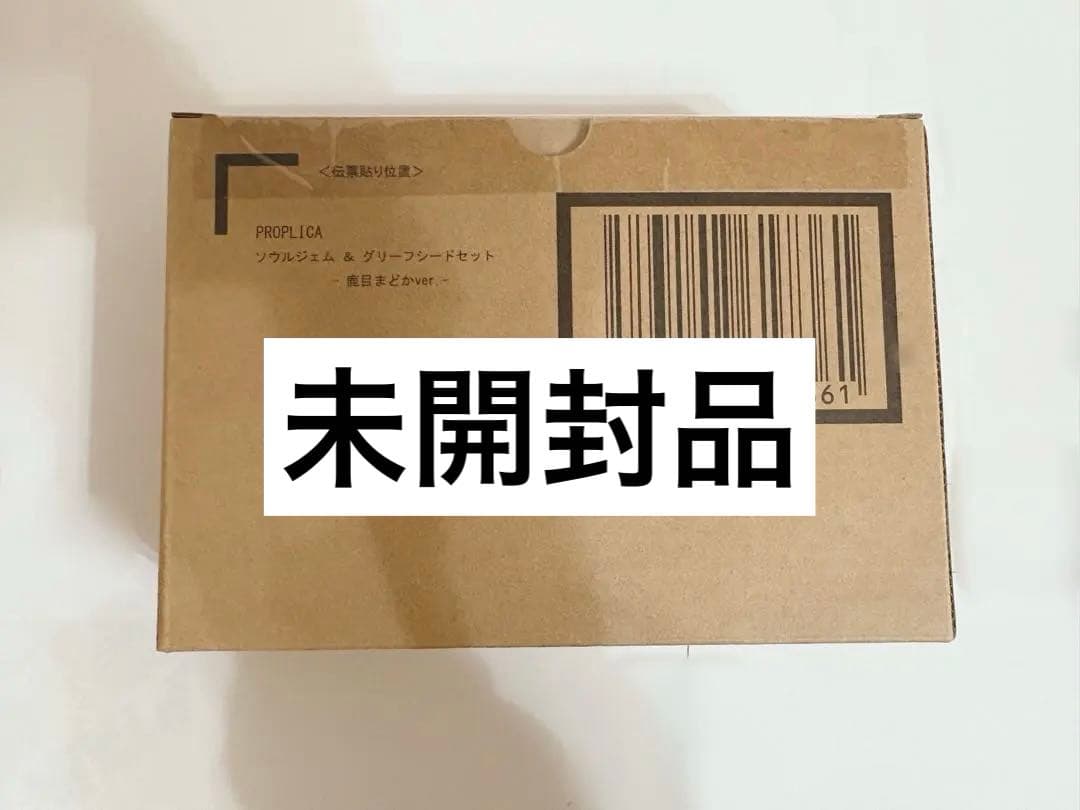 ＜伝票貼り位置＞
PROPLICA
ソウルジェム ＆ グリーフシードセット
- 鹿目まどかver.-
未開封品
661